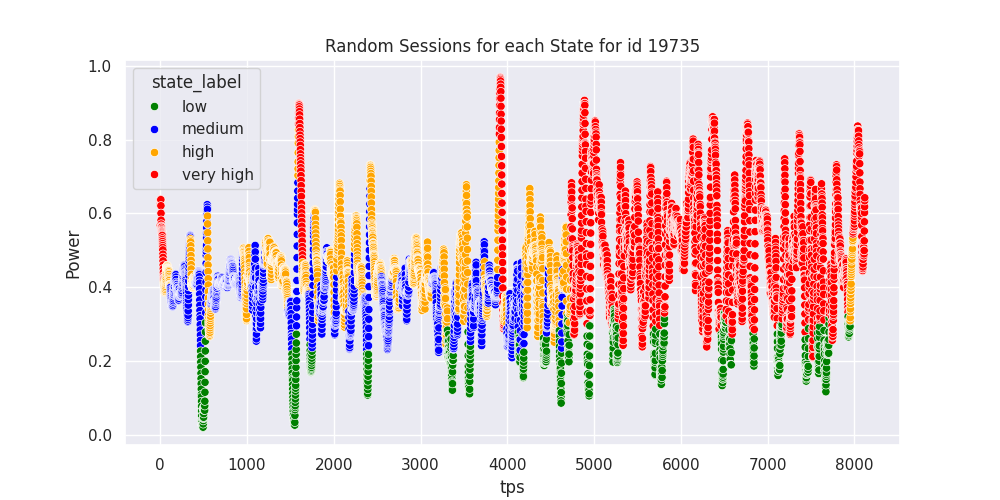 Random Sessions for each State for id 19735
1.0
0.8
0.6
0.4
0.2
0.0
Power
state_label
low
medium
high
very high
0 1000 2000 3000 4000 5000 6000 7000 8000
tps